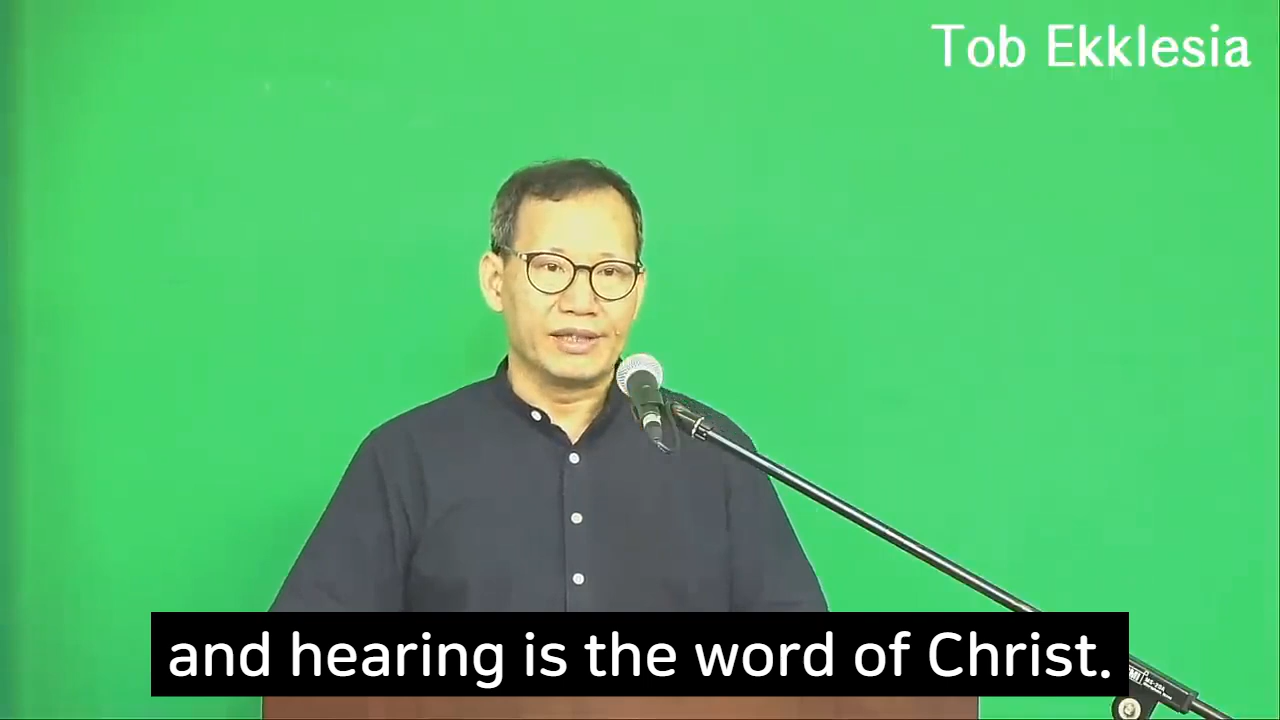 Tob Ekklesia
and hearing is the word of Christ.